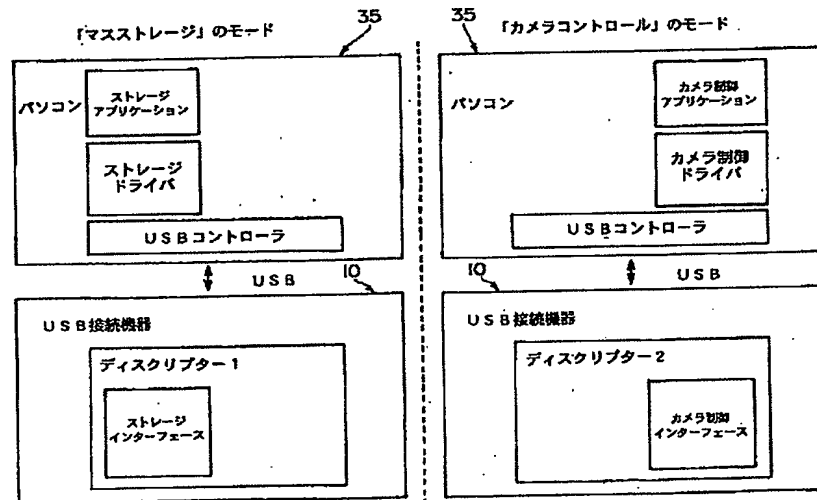 「マスストレージ」のモード
35
パソコン
ストレージ
アプリケーション
ストレージ
ドライバ
USBコントローラ
USB
10
USB接続機器
ディスクリプター1
ストレージ
インターフェース
35
「カメラコントロール」のモード
パソコン
カメラ制御
アプリケーション
カメラ制御
ドライバ
USBコントローラ
10
USB
USB接続機器
ディスクリプター2
カメラ制御
インターフェース